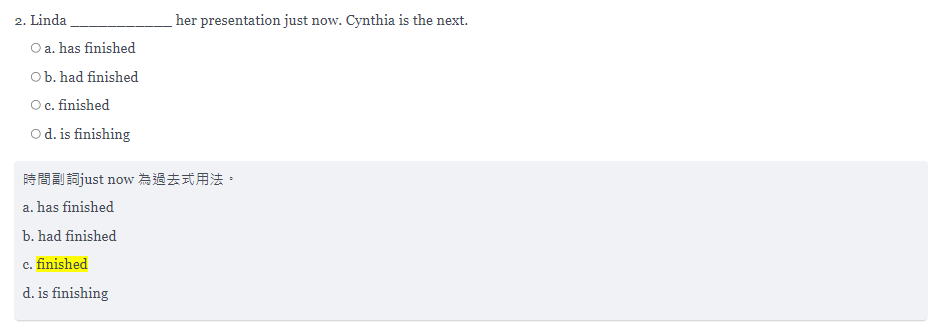 2. Linda ____________ her presentation just now. Cynthia is the next.
a. has finished
b. had finished
c. finished
d. is finishing
時間副詞just now 為過去式用法。
a. has finished
b. had finished
c. finished
d. is finishing